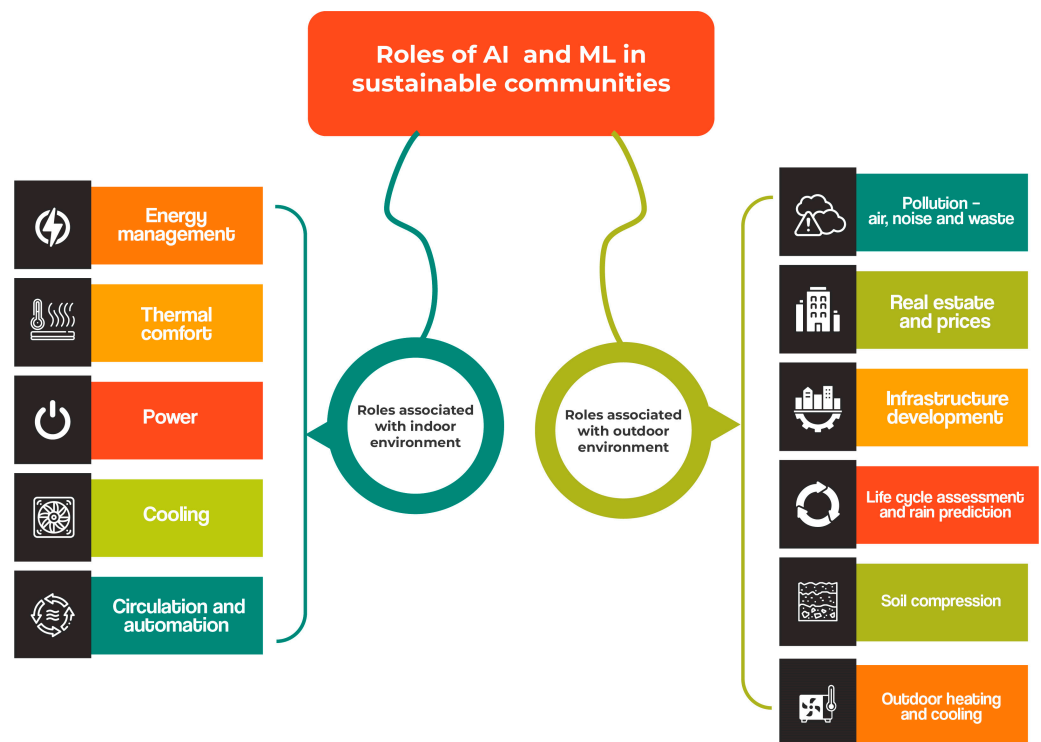 Roles of AI and ML in
sustainable communities
Energy
management
Thermal
comfort
Power
Cooling
Circulation and
automation
Roles associated
with indoor
environment
Roles associated
with outdoor
environment
Pollution –
air, noise and waste
Real estate
and prices
Infrastructure
development
Life cycle assessment
and rain prediction
Soil compression
Outdoor heating
and cooling